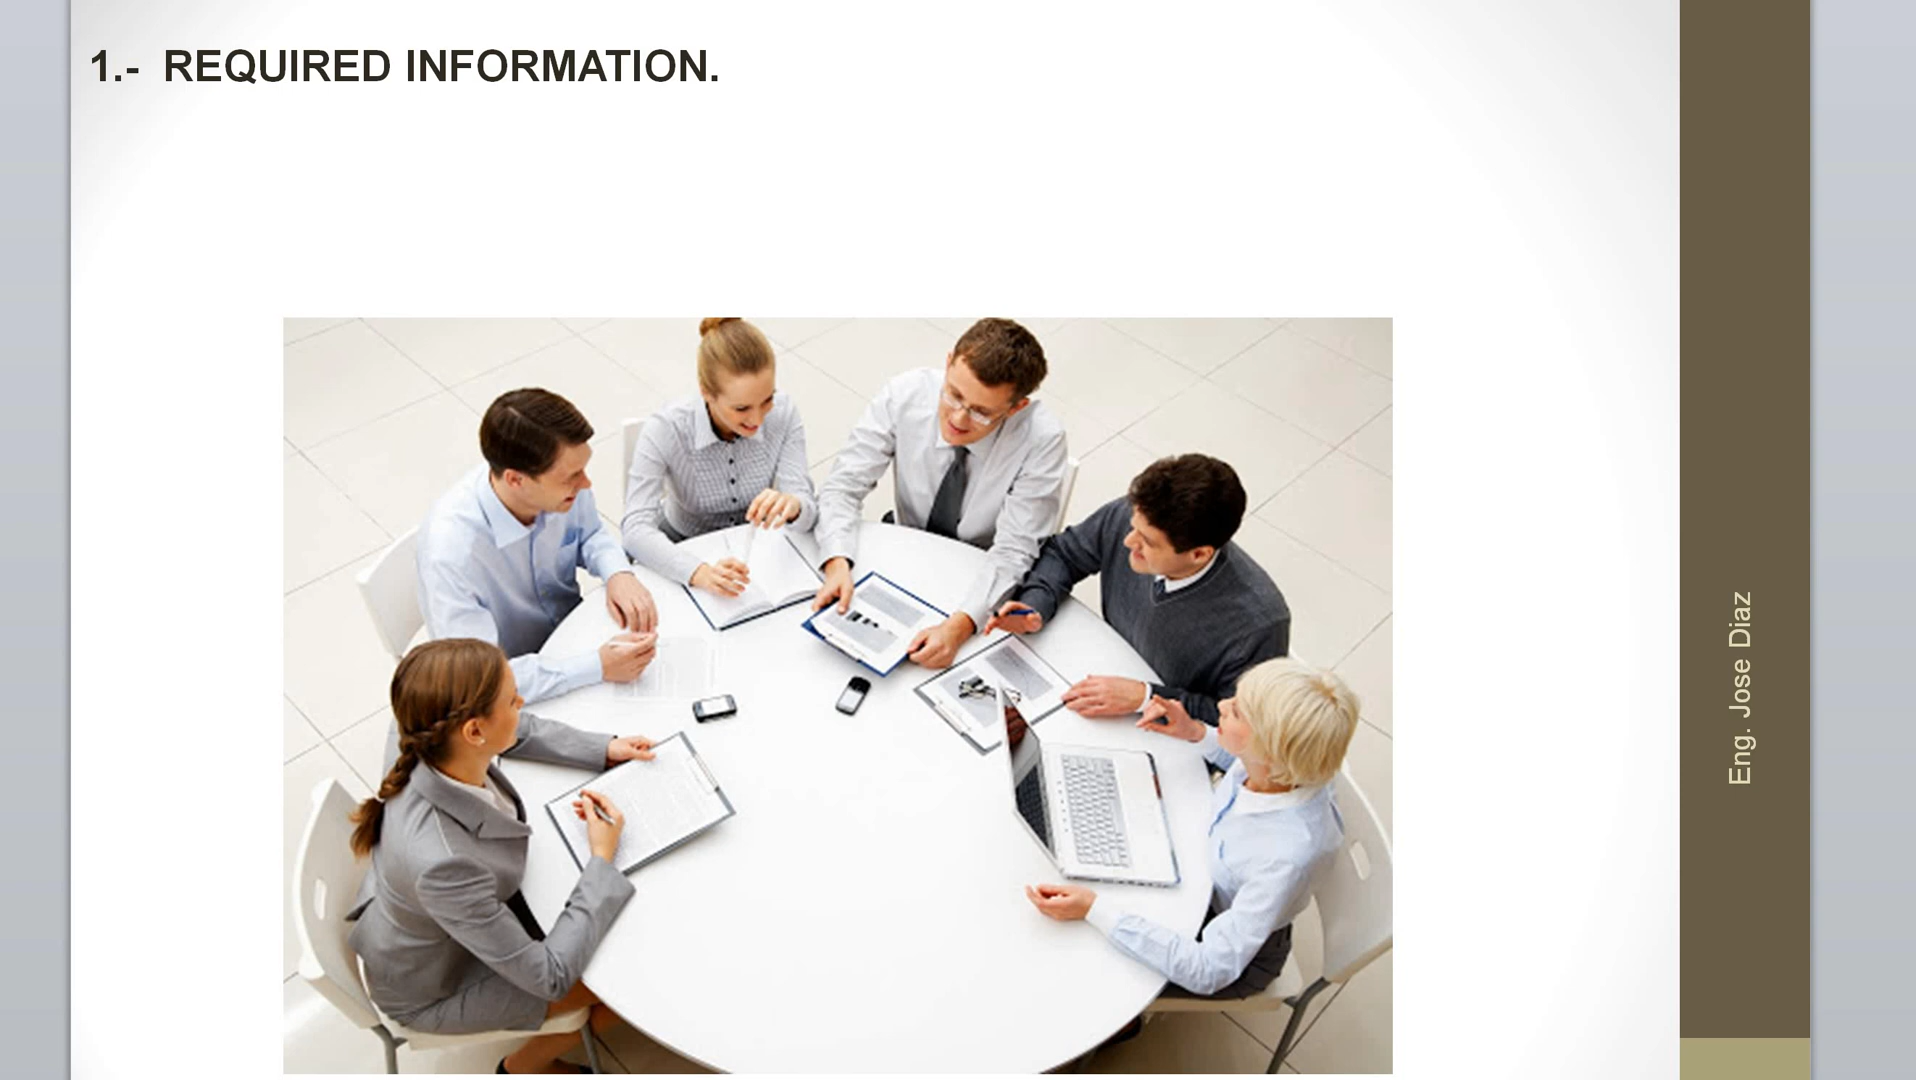 1.- REQUIRED INFORMATION.
Eng. Jose Diaz